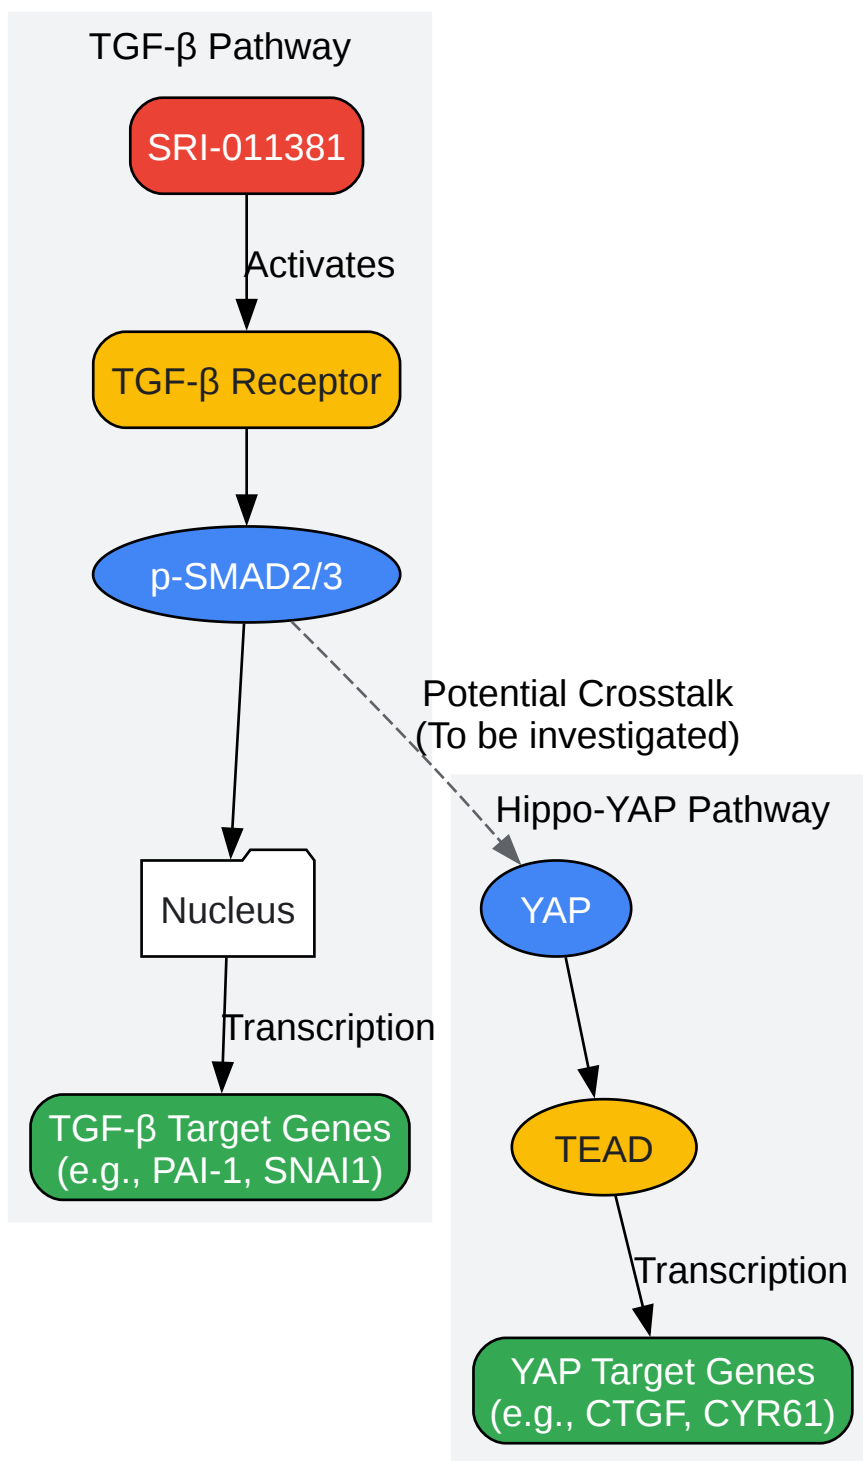 TGF-β Pathway
SRI-011381
Activates
TGF-β Receptor
p-SMAD2/3
Potential Crosstalk
(To be investigated)
Hippo-YAP Pathway
Nucleus
YAP
Transcription
TGF-β Target Genes
(e.g., PAI-1, SNAI1)
TEAD
Transcription
YAP Target Genes
(e.g., CTGF, CYR61)